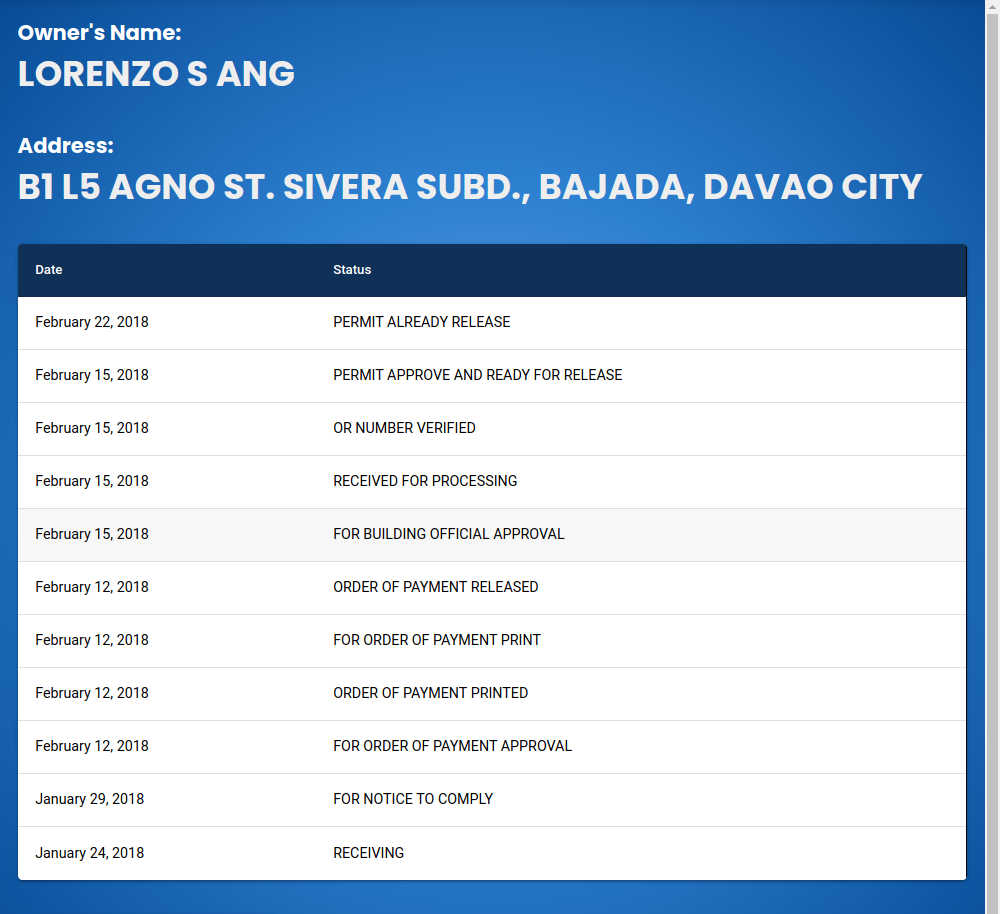 Owner's Name:
LORENZO S ANG
Address:
B1 L5 AGNO ST. SIVERA SUBD., BAJADA, DAVAO CITY
Date Status
February 22, 2018 PERMIT ALREADY RELEASE
February 15, 2018 PERMIT APPROVE AND READY FOR RELEASE
February 15, 2018 OR NUMBER VERIFIED
February 15, 2018 RECEIVED FOR PROCESSING
February 15, 2018 FOR BUILDING OFFICIAL APPROVAL
February 12, 2018 ORDER OF PAYMENT RELEASED
February 12, 2018 FOR ORDER OF PAYMENT PRINT
February 12, 2018 ORDER OF PAYMENT PRINTED
February 12, 2018 FOR ORDER OF PAYMENT APPROVAL
January 29, 2018 FOR NOTICE TO COMPLY
January 24, 2018 RECEIVING